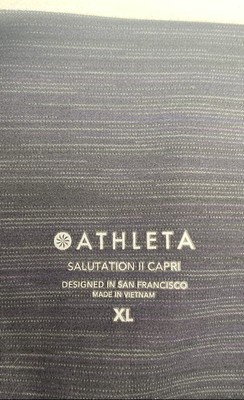 ATHLETA
SALUTATION II CAPRI
DESIGNED IN SAN FRANCISCO
MADE IN VIETNAM
XL